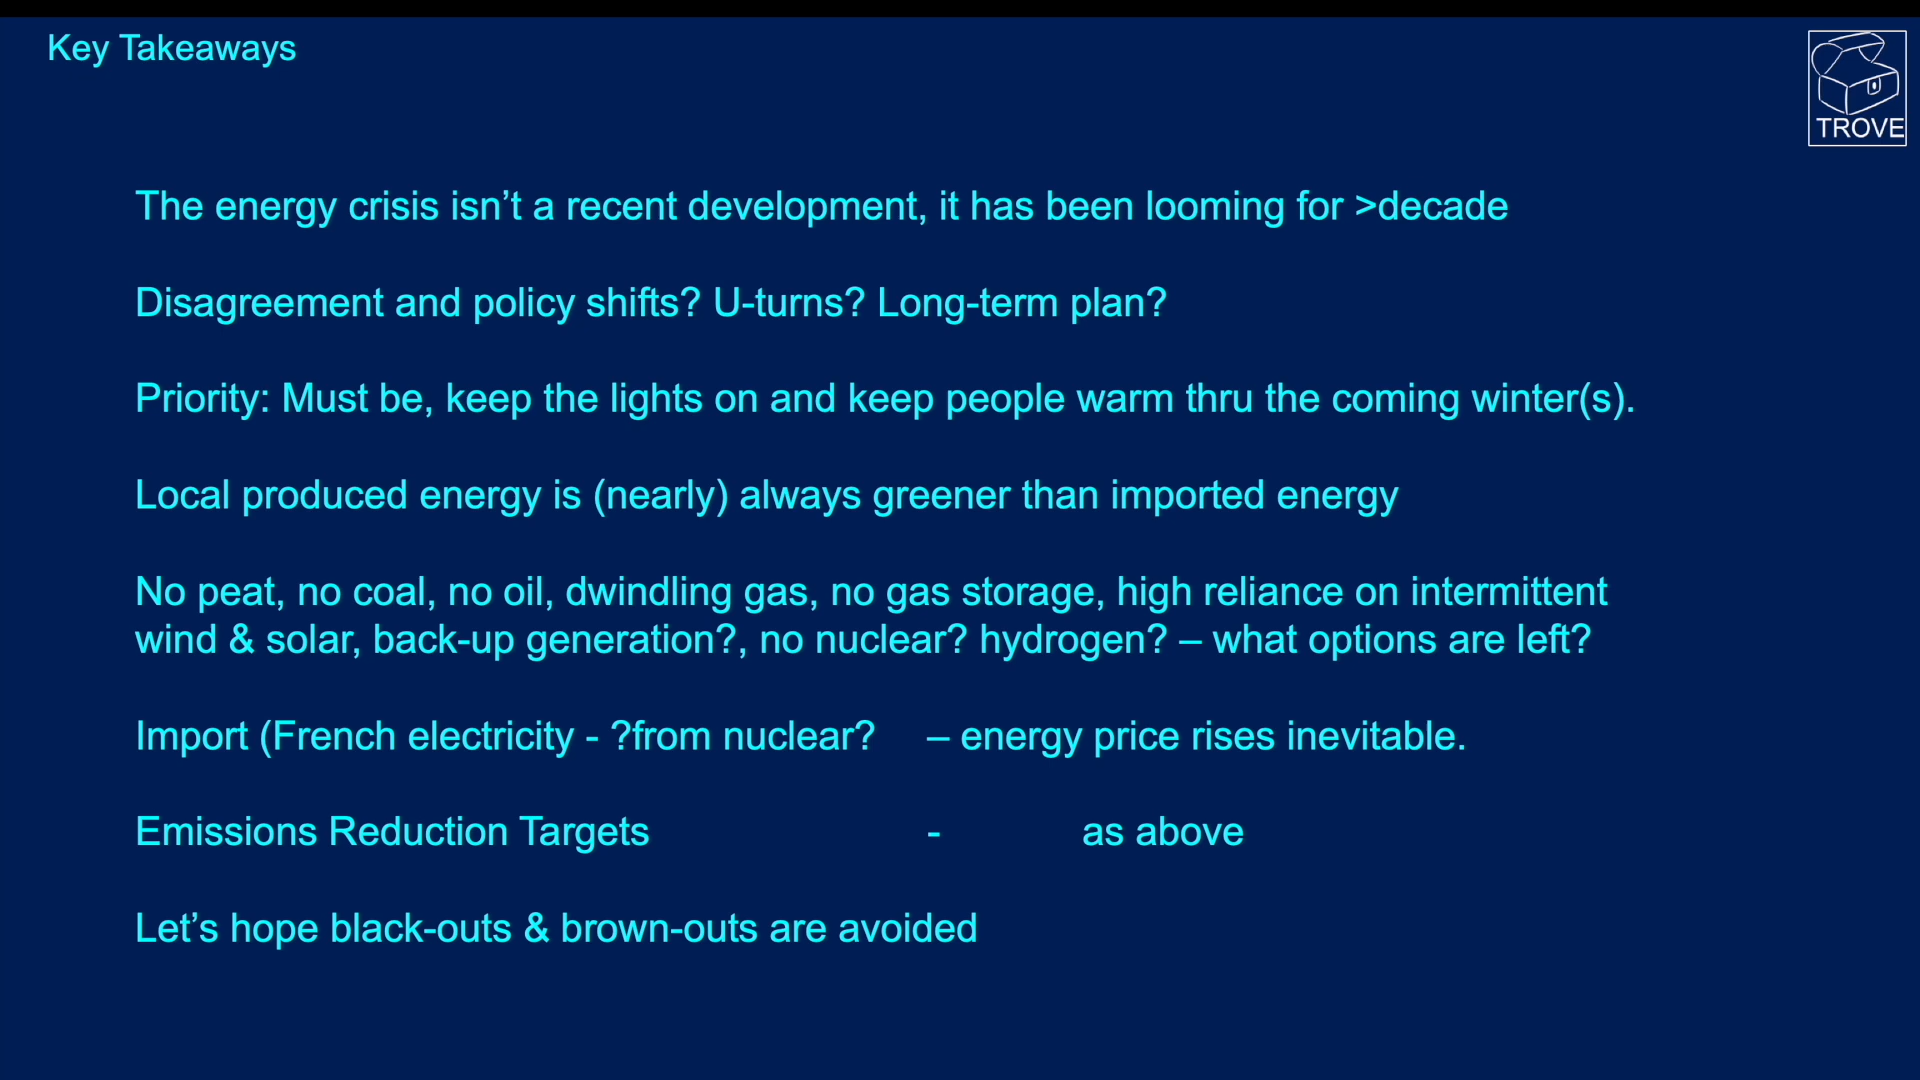 Key Takeaways
TROVE
The energy crisis isn’t a recent development, it has been looming for >decade
Disagreement and policy shifts? U-turns? Long-term plan?
Priority: Must be, keep the lights on and keep people warm thru the coming winter(s).
Local produced energy is (nearly) always greener than imported energy
No peat, no coal, no oil, dwindling gas, no gas storage, high reliance on intermittent
wind & solar, back-up generation?, no nuclear? hydrogen? – what options are left?
Import (French electricity - ?from nuclear? – energy price rises inevitable.
Emissions Reduction Targets - as above
Let’s hope black-outs & brown-outs are avoided